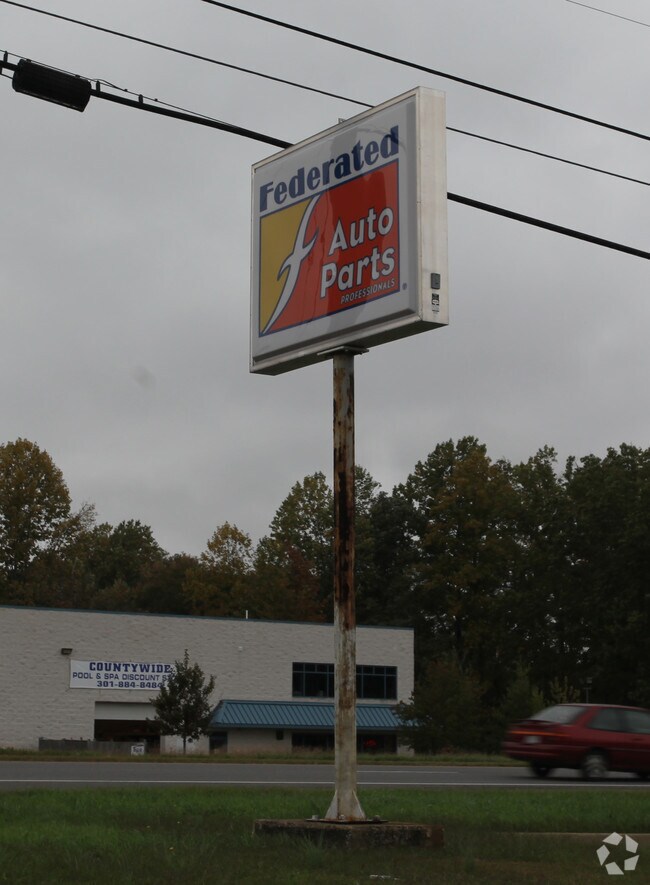 Federated
f Auto
Parts
PROFESSIONALS
COUNTYWIDE
POOL & SPA DISCOUNT
301-884-8484